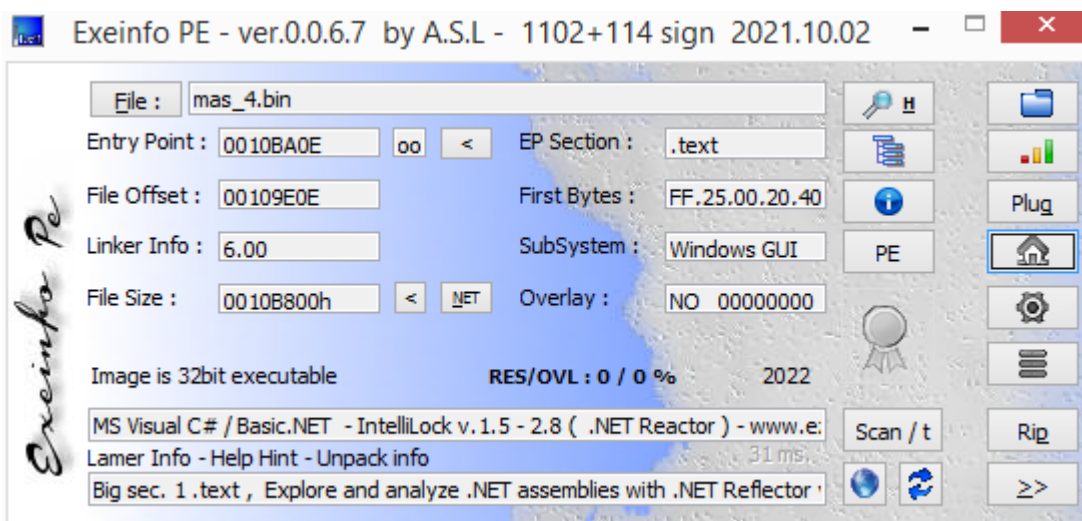 Exeinfo PE - ver.0.0.6.7 by A.S.L - 1102+114 sign 2021.10.02
File : mas_4.bin H
Entry Point : 0010BA0E oo < EP Section : .text
File Offset : 00109E0E First Bytes : FF.25.00.20.40 Plug
Linker Info : 6.00 SubSystem : Windows GUI PE
File Size : 0010B800h < NET Overlay : NO 00000000
Image is 32bit executable RES/OVL : 0 / 0 % 2022
MS Visual C# / Basic.NET - IntelliLock v.1.5 - 2.8 ( .NET Reactor ) - www.e Scan / t Rip
Lamer Info - Help Hint - Unpack info 31 ms.
Big sec. 1 .text , Explore and analyze .NET assemblies with .NET Reflector >>
Exeinfo Pe